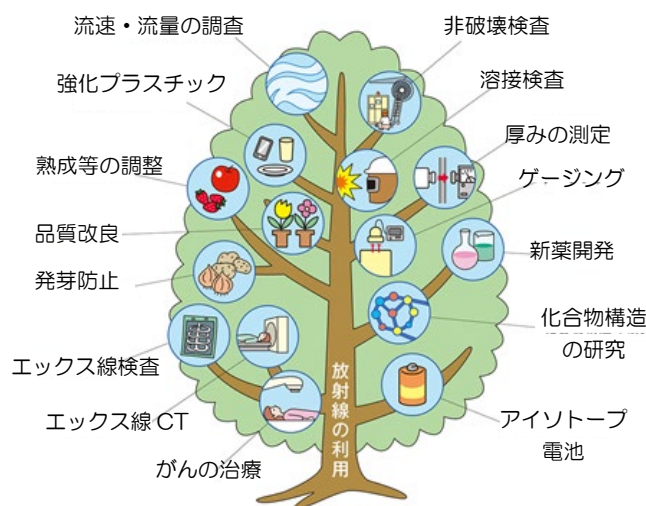 流速・流量の調査
強化プラスチック
熟成等の調整
品質改良
発芽防止
エックス線検査
エックス線 CT
がんの治療
放射線の利用
非破壊検査
溶接検査
厚みの測定
ゲージング
新薬開発
化合物構造
の研究
アイソトープ
電池